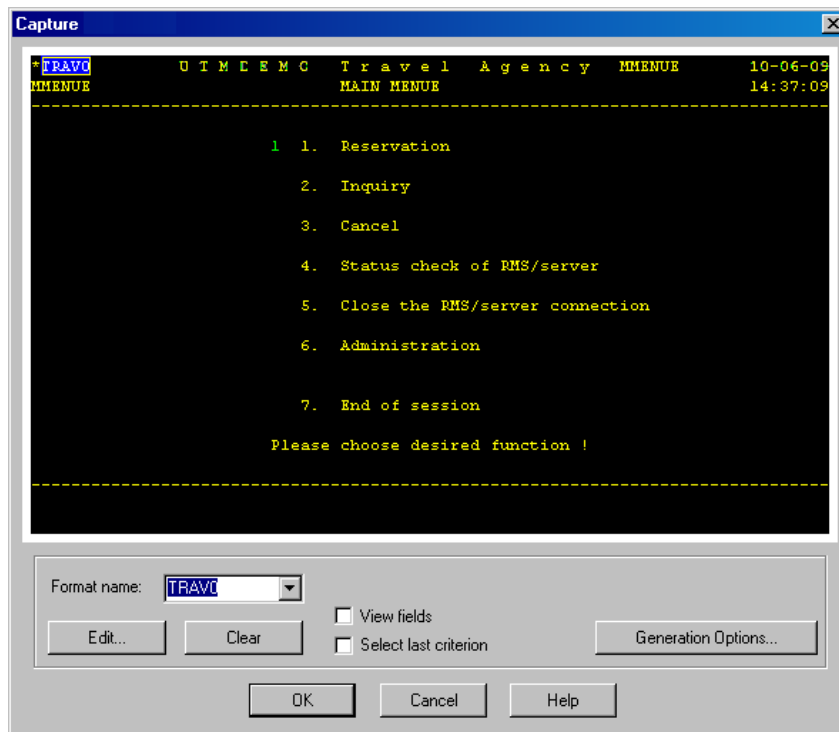 Capture
*TRAVO U T M D E M O T r a v e l A g e n c y MMENUE 10-06-09
MMENUE MAIN MENUE 14:37:09
1 1. Reservation
2. Inquiry
3. Cancel
4. Status check of RMS/server
5. Close the RMS/server connection
6. Administration
7. End of session
Please choose desired function !
Format name: TRAVO
View fields
Edit... Clear Select last criterion Generation Options...
OK Cancel Help